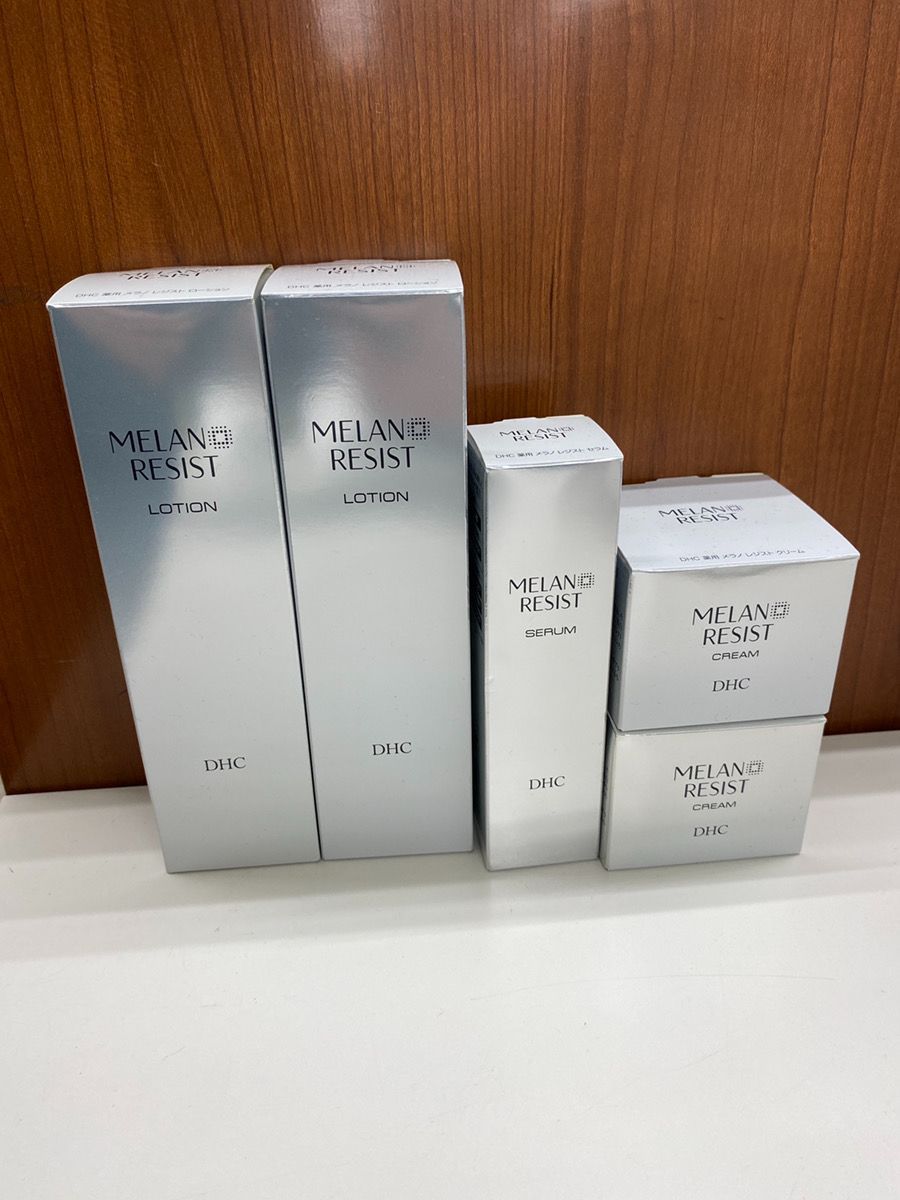 MELANO
RESIST
DHC 薬用 メラノ レジスト ローション
MELANO
RESIST
LOTION
DHC
MELANO
RESIST
DHC 薬用 メラノ レジスト ローション
MELANO
RESIST
LOTION
DHC
MELANO
RESIST
DHC 薬用 メラノ レジスト セラム
MELANO
RESIST
SERUM
DHC
MELANO
RESIST
DHC 薬用 メラノ レジスト クリーム
MELANO
RESIST
CREAM
DHC
MELANO
RESIST
CREAM
DHC